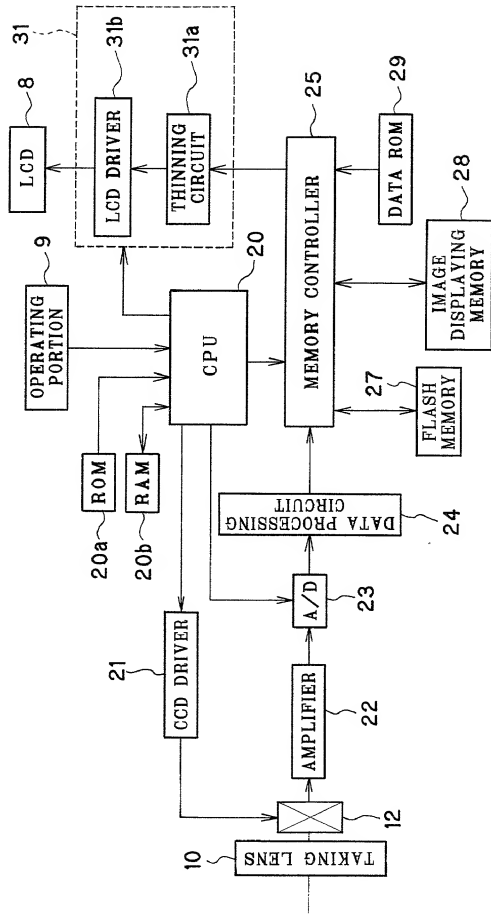 31
8
LCD
31b
LCD DRIVER
31a
THINNING
CIRCUIT
9
OPERATING
PORTION
20
CPU
ROM
20a
RAM
20b
25
MEMORY CONTROLLER
29
DATA ROM
28
IMAGE
DISPLAYING
MEMORY
27
FLASH
MEMORY
21
CCD DRIVER
DATA PROCESSING
CIRCUIT
24
A/D
23
AMPLIFIER
22
12
10
TAKING LENS